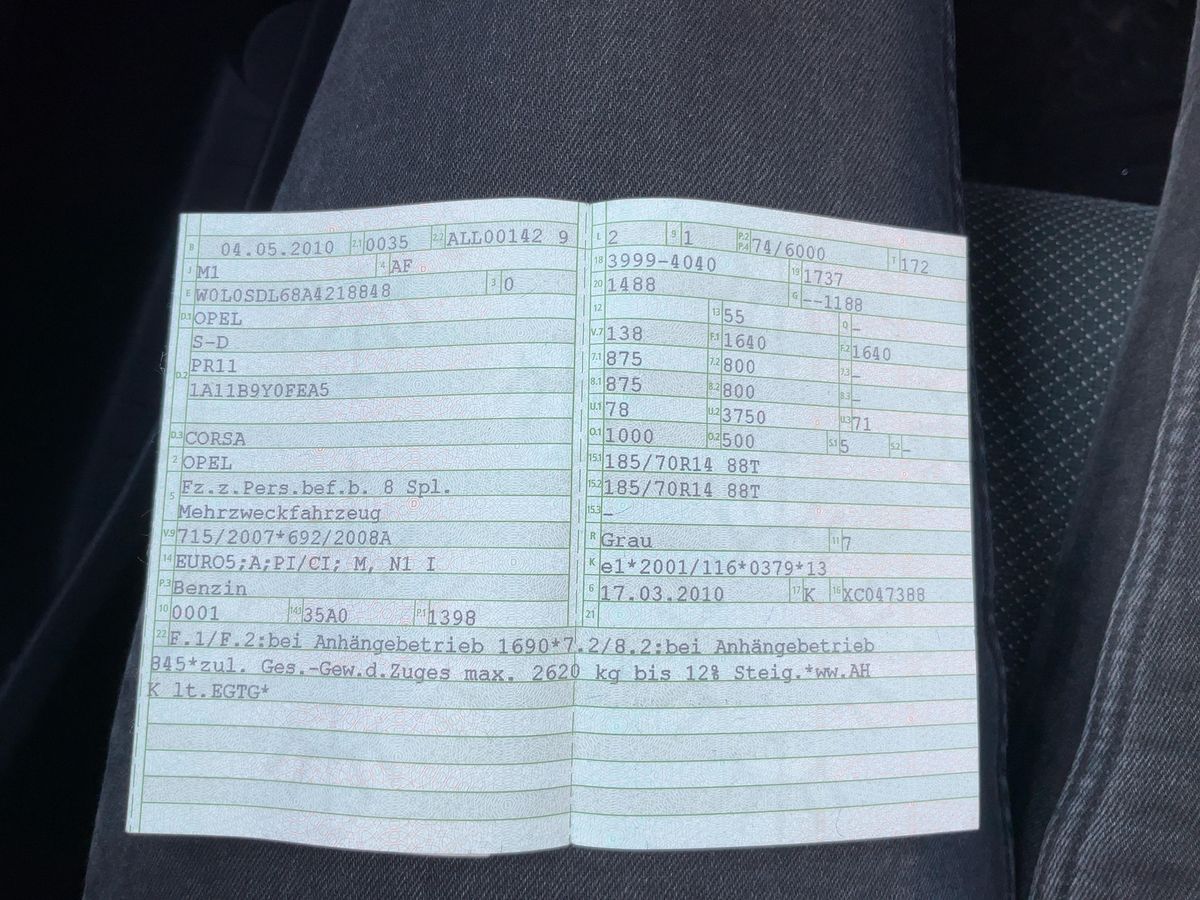 B 04.05.2010 2.1 0035 2.2 ALL00142 9
J M1 4 AF
E W0L0SDL68A4218848 3 0
D.1 OPEL
D.2 S-D
PR11
1A11B9Y0FEA5
D.3 CORSA
2 OPEL
5 Fz.z.Pers.bef.b. 8 Spl.
Mehrzweckfahrzeug
V.9 715/2007*692/2008A
14 EURO5;A;PI/CI; M, N1 I
P.3 Benzin
10 0001 14.1 35A0 P.1 1398
L 2 9 1 P.2 P.4 74/6000 T 172
18 3999-4040 19 1737
20 1488 G --1188
12 13 55 Q -
V.7 138 F.1 1640 F.2 1640
7.1 875 7.2 800 7.3 -
8.1 875 8.2 800 8.3 -
U.1 78 U.2 3750 U.3 71
O.1 1000 O.2 500 S.1 5 S.2 -
15.1 185/70R14 88T
15.2 185/70R14 88T
15.3 -
R Grau 11 7
K e1*2001/116*0379*13
6 17.03.2010 17 K 16 XC047388
21
22 F.1/F.2:bei Anhängebetrieb 1690*7.2/8.2:bei Anhängebetrieb
845*zul. Ges.-Gew.d.Zuges max. 2620 kg bis 12% Steig.*ww.AH
K lt.EGTG*